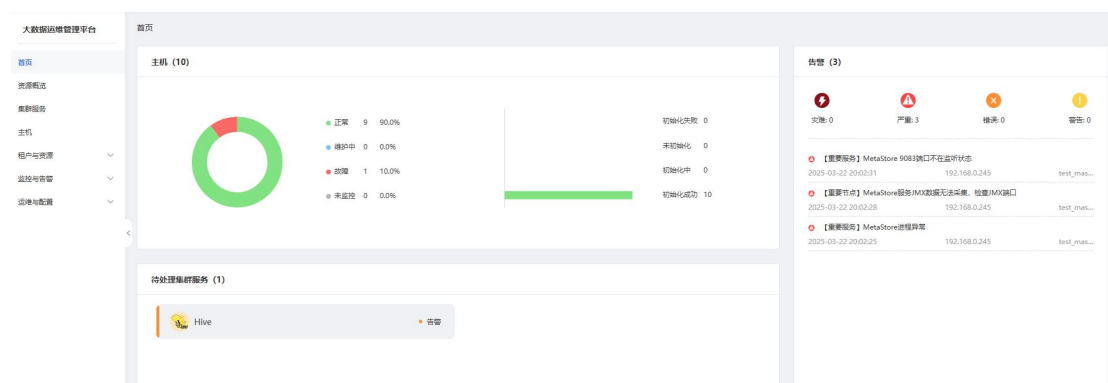 大数据运维管理平台
首页
资源概览
集群服务
主机
租户与资源
监控与告警
运维与配置
首页
主机 (10)
正常 9 90.0%
维护中 0 0.0%
故障 1 10.0%
未监控 0 0.0%
初始化失败 0
未初始化 0
初始化中 0
初始化成功 10
待处理集群服务 (1)
Hive 告警
告警 (3)
灾难: 0 严重: 3 错误: 0 警告: 0
【重要服务】MetaStore 9083端口不在监听状态
2025-03-22 20:02:31 192.168.0.245 test_mas...
【重要节点】MetaStore服务JMX数据无法采集，检查JMX端口
2025-03-22 20:02:28 192.168.0.245 test_mas...
【重要服务】MetaStore进程异常
2025-03-22 20:02:25 192.168.0.245 test_mas...